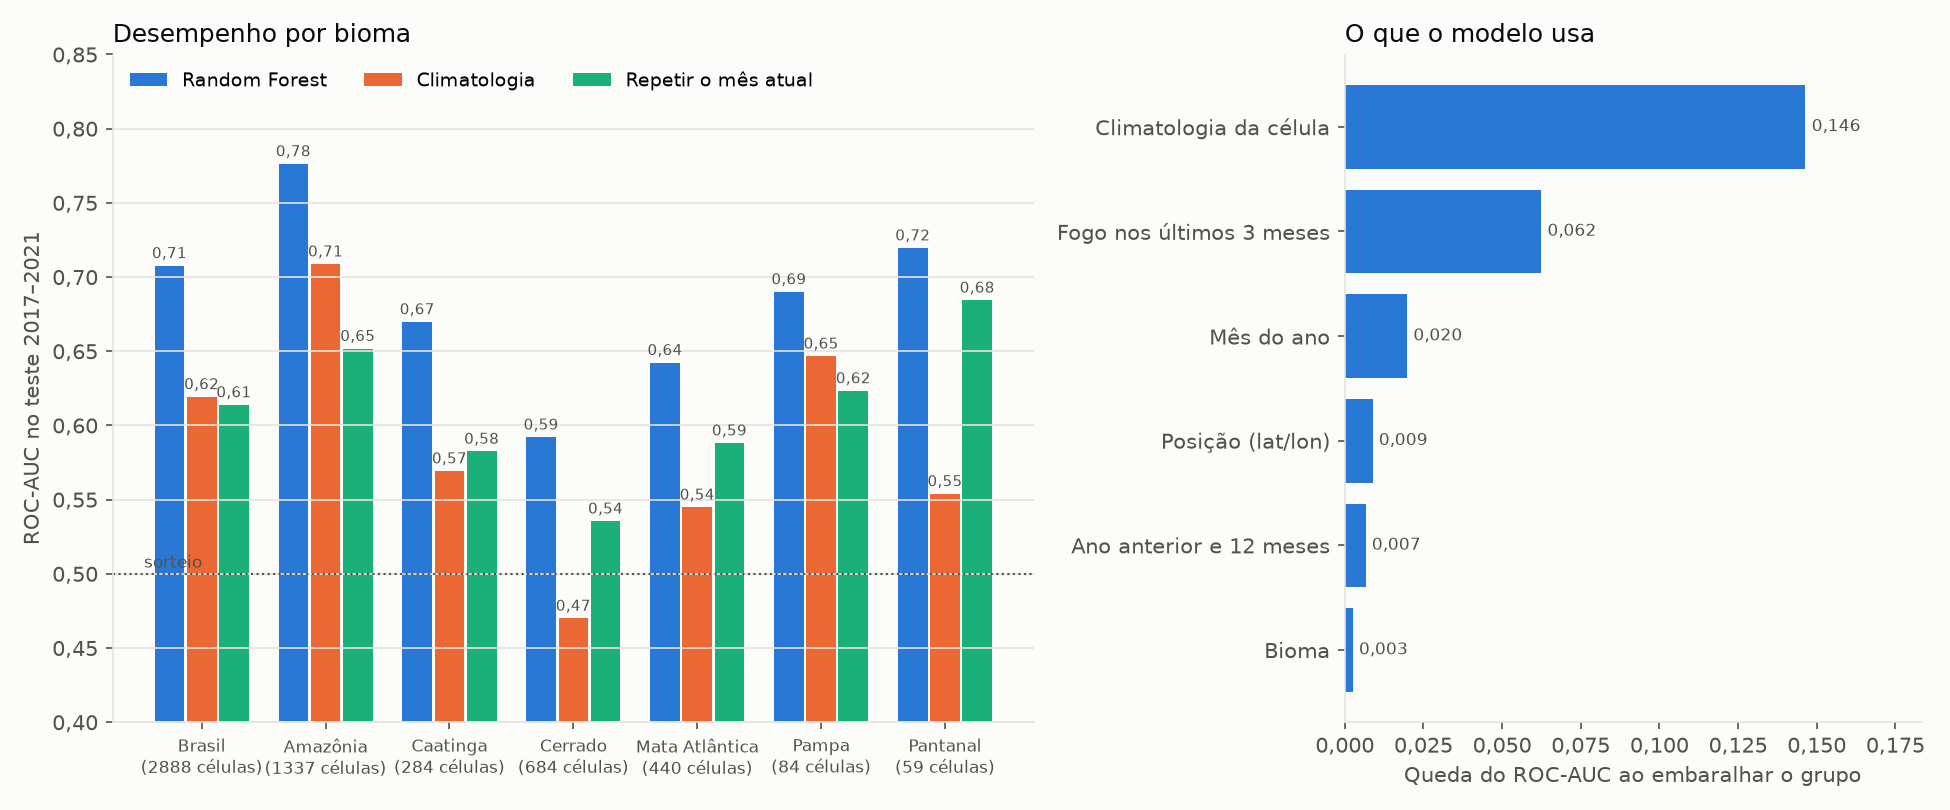 Desempenho por bioma
Random Forest
Climatologia
Repetir o mês atual
ROC-AUC no teste 2017–2021
0,85
0,80
0,75
0,70
0,65
0,60
0,55
0,50
0,45
0,40
sorteio
0,71
0,62
0,61
0,78
0,71
0,65
0,67
0,57
0,58
0,59
0,47
0,54
0,64
0,54
0,59
0,69
0,65
0,62
0,72
0,55
0,68
Brasil
(2888 células)
Amazônia
(1337 células)
Caatinga
(284 células)
Cerrado
(684 células)
Mata Atlântica
(440 células)
Pampa
(84 células)
Pantanal
(59 células)
O que o modelo usa
Climatologia da célula
0,146
Fogo nos últimos 3 meses
0,062
Mês do ano
0,020
Posição (lat/lon)
0,009
Ano anterior e 12 meses
0,007
Bioma
0,003
0,000
0,025
0,050
0,075
0,100
0,125
0,150
0,175
Queda do ROC-AUC ao embaralhar o grupo